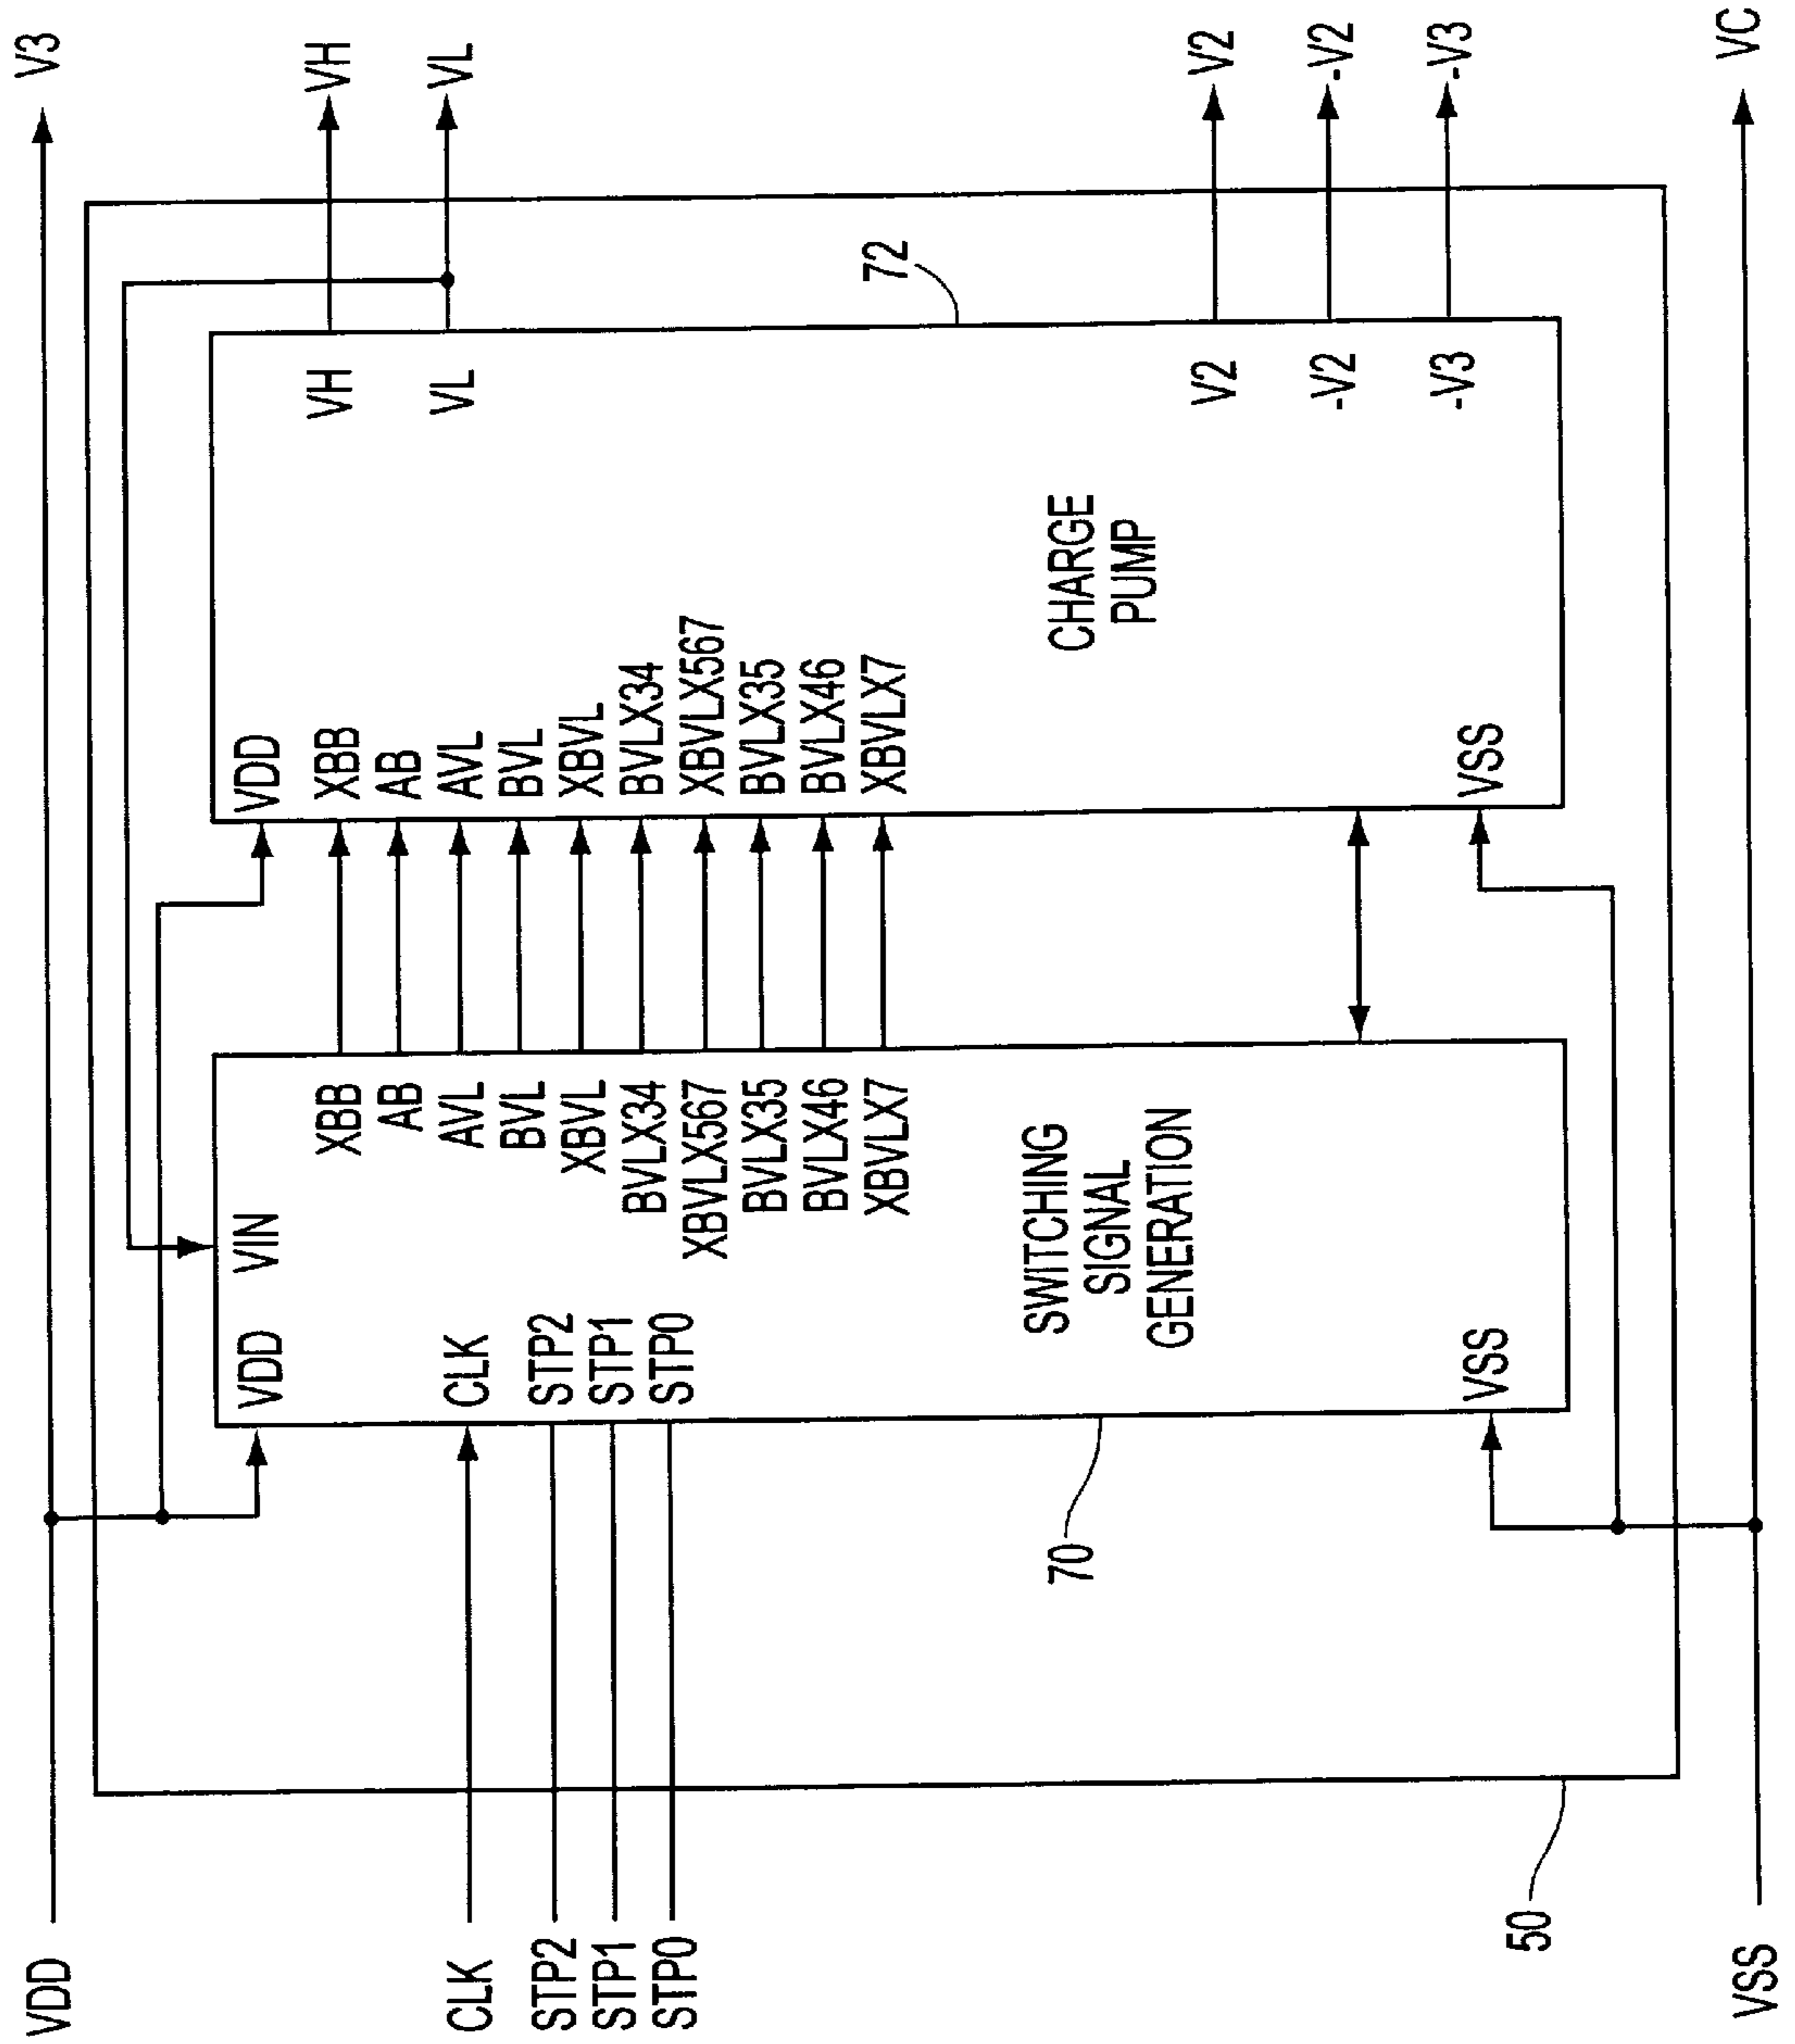 VDD
V3
CLK
STP2
STP1
STP0
VSS
VC
50
70
VDD
VIN
CLK
STP2
STP1
STP0
XBB
AB
AVL
BVL
XBVL
BVLX34
XBVLX567
BVLX35
BVLX46
XBVLX7
SWITCHING
SIGNAL
GENERATION
VSS
72
VDD
XBB
AB
AVL
BVL
XBVL
BVLX34
XBVLX567
BVLX35
BVLX46
XBVLX7
CHARGE
PUMP
VSS
VH
VL
V2
-V2
-V3
VH
VL
V2
-V2
-V3